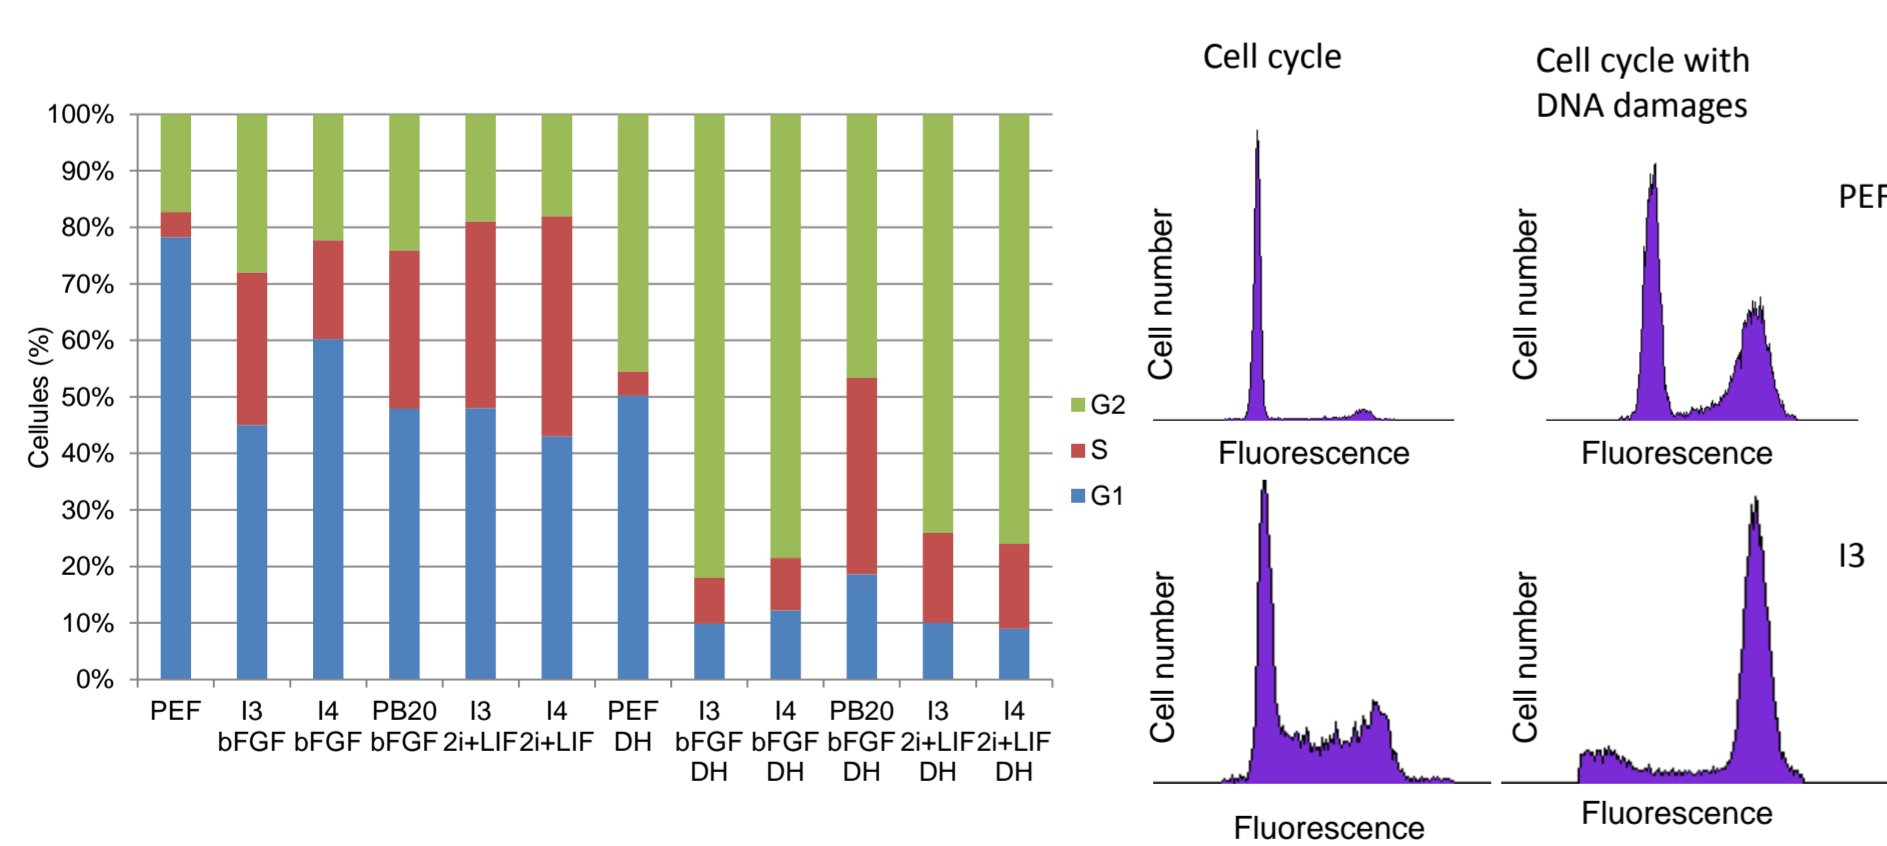 100%
90%
80%
70%
60%
50%
40%
30%
20%
10%
0%
Cellules (%)
PEF
I3
bFGF
I4
bFGF
PB20
bFGF
I3
2i+LIF
I4
2i+LIF
PEF
DH
I3
bFGF
DH
I4
bFGF
DH
PB20
bFGF
DH
I3
2i+LIF
DH
I4
2i+LIF
DH
G2
S
G1
Cell cycle
Cell cycle with
DNA damages
Cell number
Fluorescence
Cell number
Fluorescence
PEF
Cell number
Fluorescence
Cell number
Fluorescence
I3